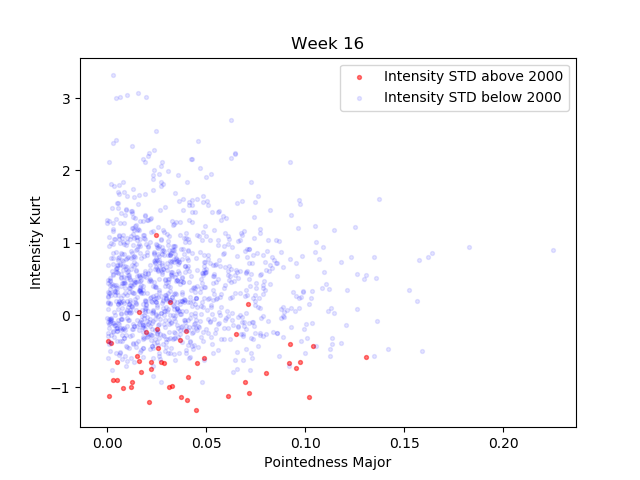 Week 16
Intensity STD above 2000
Intensity STD below 2000
Intensity Kurt
3
2
1
0
−1
0.00 0.05 0.10 0.15 0.20
Pointedness Major